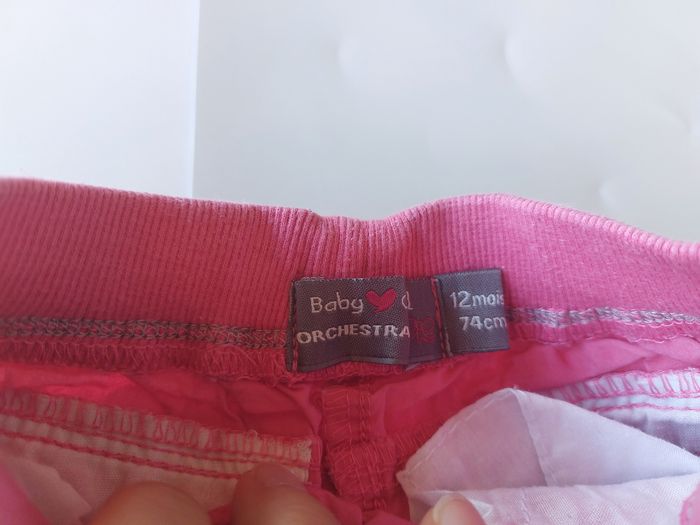 Baby
ORCHESTRA
12mois
74cm